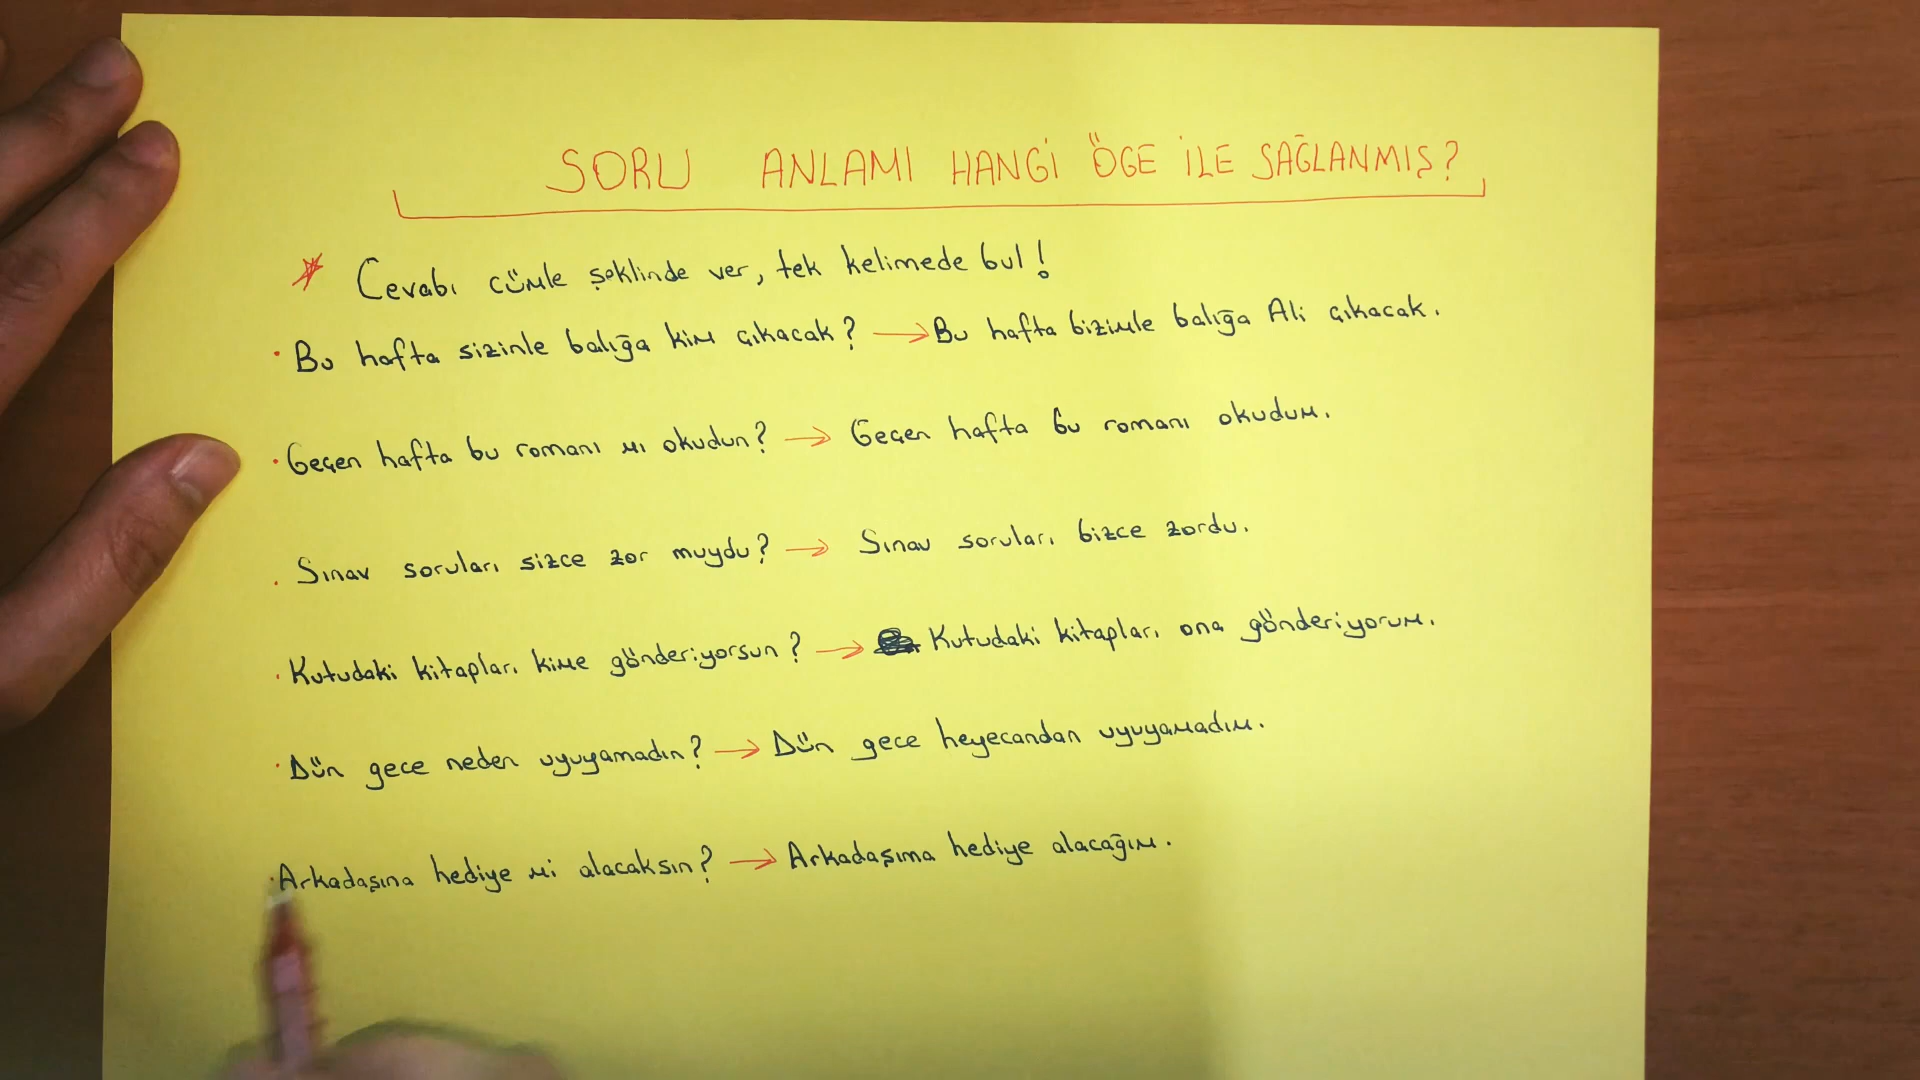 SORU ANLAMI HANGİ ÖGE İLE SAĞLANMIŞ?
* Cevabı cümle şeklinde ver, tek kelimede bul!
• Bu hafta sizinle balığa kim çıkacak? → Bu hafta bizimle balığa Ali çıkacak.
• Geçen hafta bu romanı mı okudun? → Geçen hafta bu romanı okudum.
• Sınav soruları sizce zor muydu? → Sınav soruları bizce zordu.
• Kutudaki kitapları kime gönderiyorsun? → Kutudaki kitapları ona gönderiyorum.
• Dün gece neden uyuyamadın? → Dün gece heyecandan uyuyamadım.
• Arkadaşına hediye mi alacaksın? → Arkadaşıma hediye alacağım.